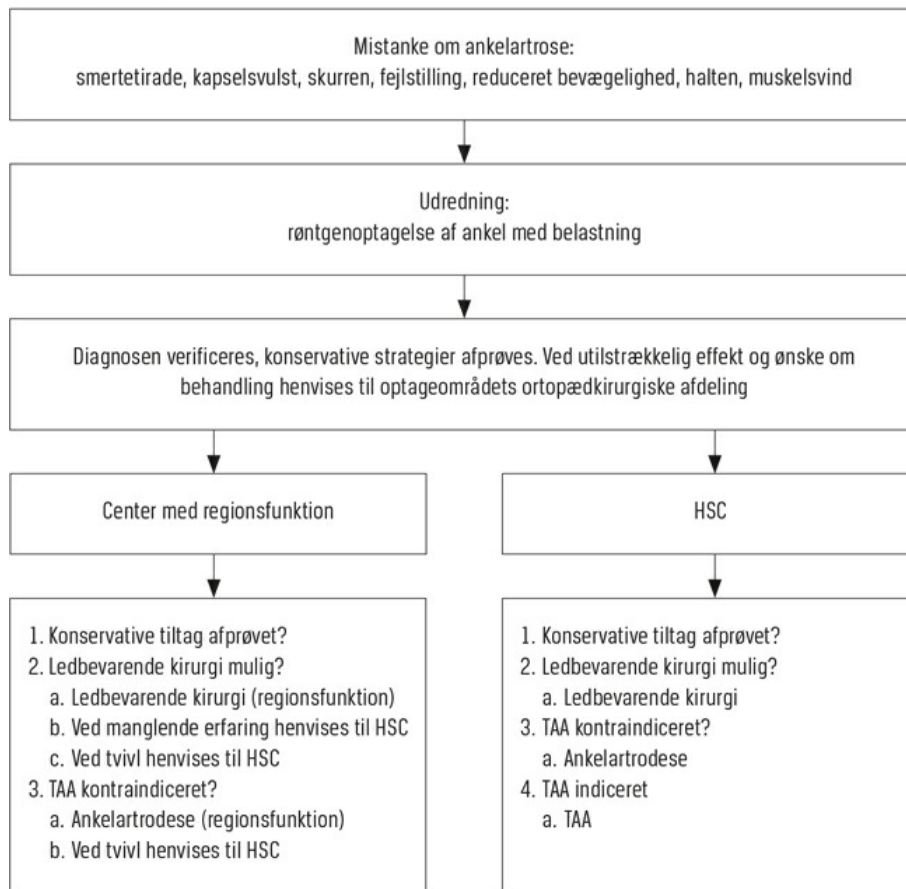 Mistanke om ankelartrose:
smertetirade, kapselsvulst, skurren, fejlstilling, reduceret bevægelighed, halten, muskelsvind
Udredning:
røntgenoptagelse af ankel med belastning
Diagnosen verificeres, konservative strategier afprøves. Ved utilstrækkelig effekt og ønske om
behandling henvises til optageområdets ortopædkirurgiske afdeling
Center med regionsfunktion
HSC
1. Konservative tiltag afprøvet?
2. Ledbevarende kirurgi mulig?
a. Ledbevarende kirurgi (regionsfunktion)
b. Ved manglende erfaring henvises til HSC
c. Ved tvivl henvises til HSC
3. TAA kontraindiceret?
a. Ankelartrodese (regionsfunktion)
b. Ved tvivl henvises til HSC
1. Konservative tiltag afprøvet?
2. Ledbevarende kirurgi mulig?
a. Ledbevarende kirurgi
3. TAA kontraindiceret?
a. Ankelartrodese
4. TAA indiceret
a. TAA